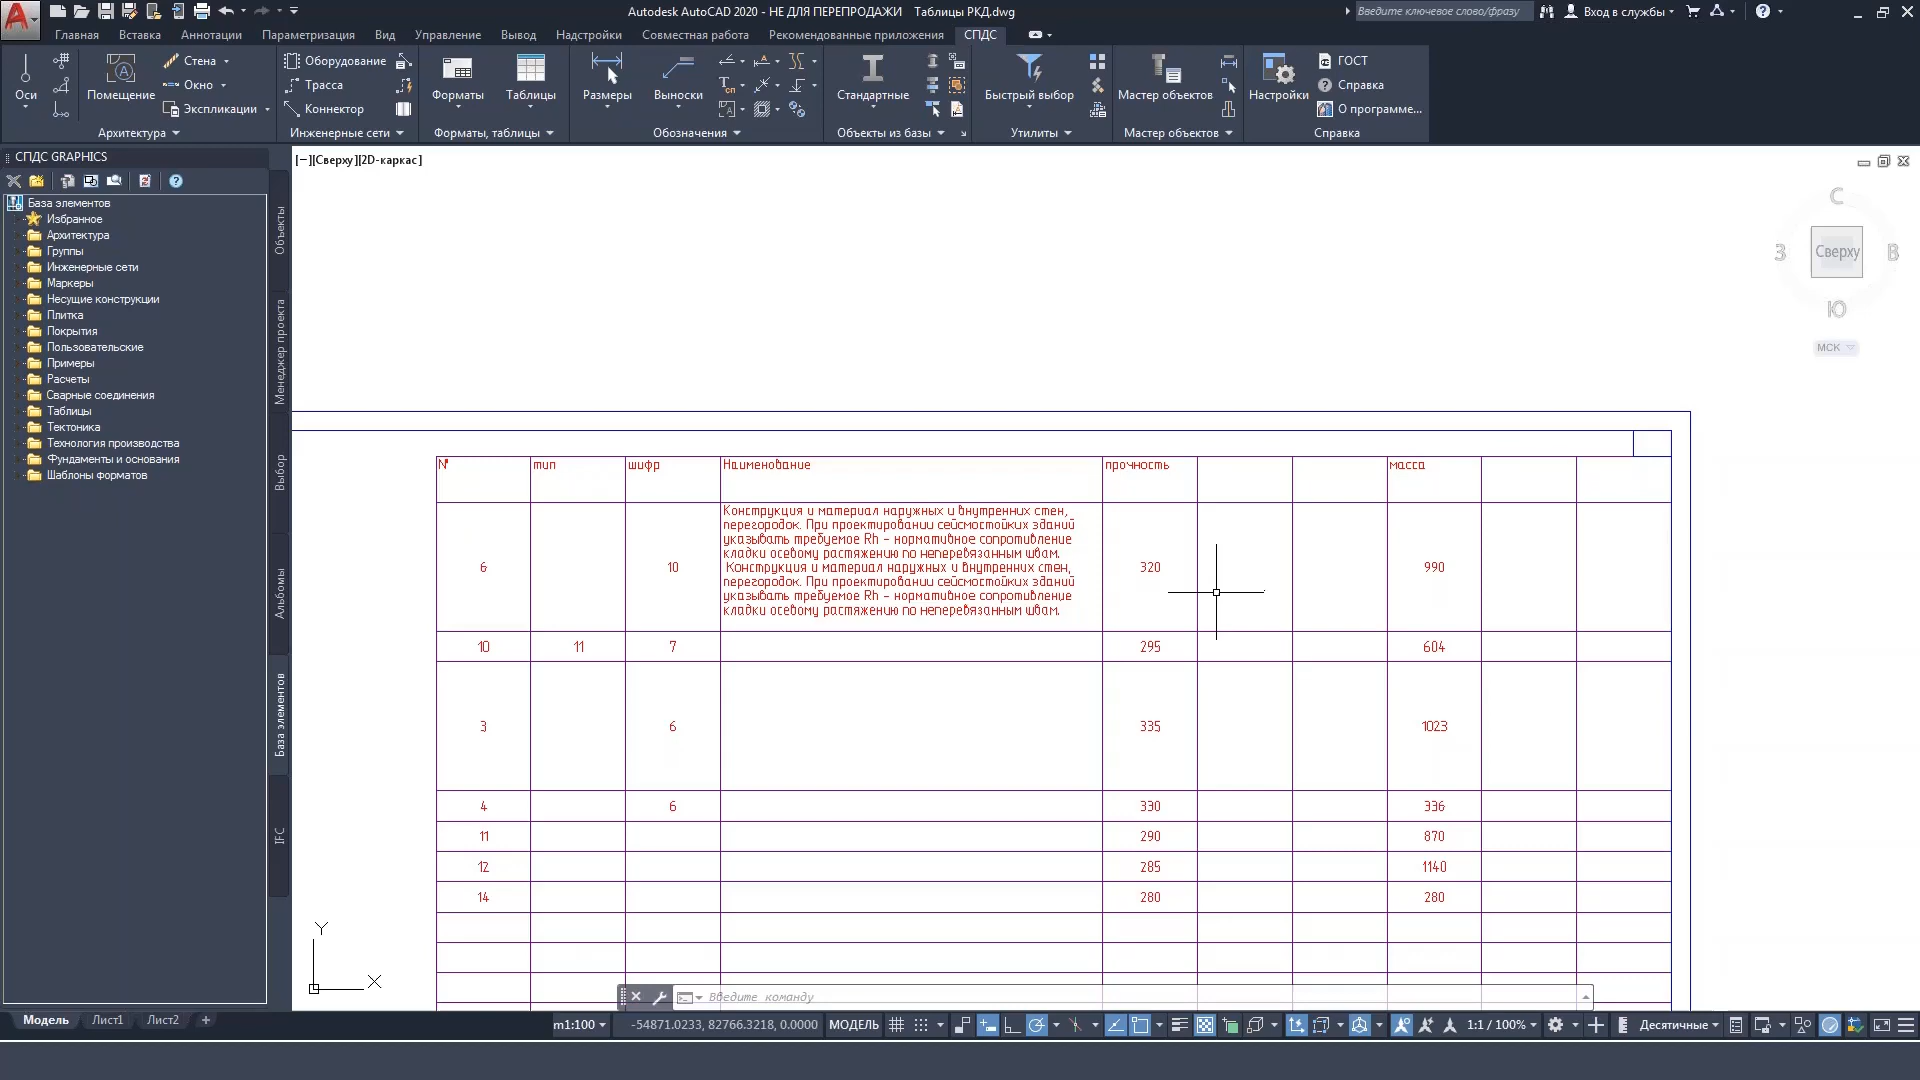 Autodesk AutoCAD 2020 - НЕ ДЛЯ ПЕРЕПРОДАЖИ Таблицы РКД.dwg
Введите ключевое слово/фразу
Вход в службы
Главная Вставка Аннотации Параметризация Вид Управление Вывод Надстройки Совместная работа Рекомендованные приложения СПДС
Оси
Помещение
Стена
Окно
Экспликации
Архитектура
Оборудование
Трасса
Коннектор
Инженерные сети
Форматы
Таблицы
Форматы, таблицы
Размеры
Выноски
Обозначения
Стандартные
Объекты из базы
Быстрый выбор
Утилиты
Мастер объектов
Мастер объектов
Настройки
ГОСТ
Справка
О программе...
Справка
СПДС GRAPHICS
База элементов
Избранное
Архитектура
Группы
Инженерные сети
Маркеры
Несущие конструкции
Плитка
Покрытия
Пользовательские
Примеры
Расчеты
Сварные соединения
Таблицы
Тектоника
Технология производства
Фундаменты и основания
Шаблоны форматов
Объекты
Менеджер проекта
Выбор
Альбомы
База элементов
IFC
[−][Сверху][2D-каркас]
С
З Сверху В
Ю
МСК
№ тип шифр Наименование прочность масса
6 10 320 990
Конструкция и материал наружных и внутренних стен,
перегородок. При проектировании сейсмостойких зданий
указывать требуемое Rh - нормативное сопротивление
кладки осевому растяжению по неперевязанным швам.
Конструкция и материал наружных и внутренних стен,
перегородок. При проектировании сейсмостойких зданий
указывать требуемое Rh - нормативное сопротивление
кладки осевому растяжению по неперевязанным швам.
10 11 7 295 604
3 6 335 1023
4 6 330 336
11 290 870
12 285 1140
14 280 280
Y
X
Введите команду
Модель Лист1 Лист2 +
m1:100 -54871.0233, 82766.3218, 0.0000 МОДЕЛЬ 1:1 / 100% Десятичные